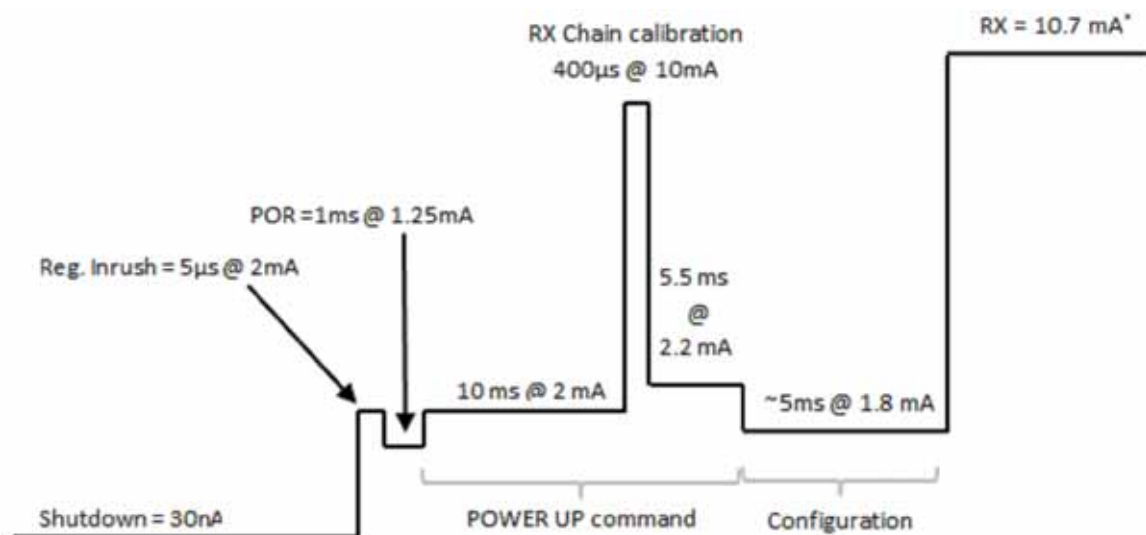 RX Chain calibration
400µs @ 10mA
RX = 10.7 mA*
POR =1ms @ 1.25mA
Reg. Inrush = 5µs @ 2mA
5.5 ms
@
2.2 mA
10 ms @ 2 mA
~5ms @ 1.8 mA
Shutdown = 30nA
POWER UP command
Configuration